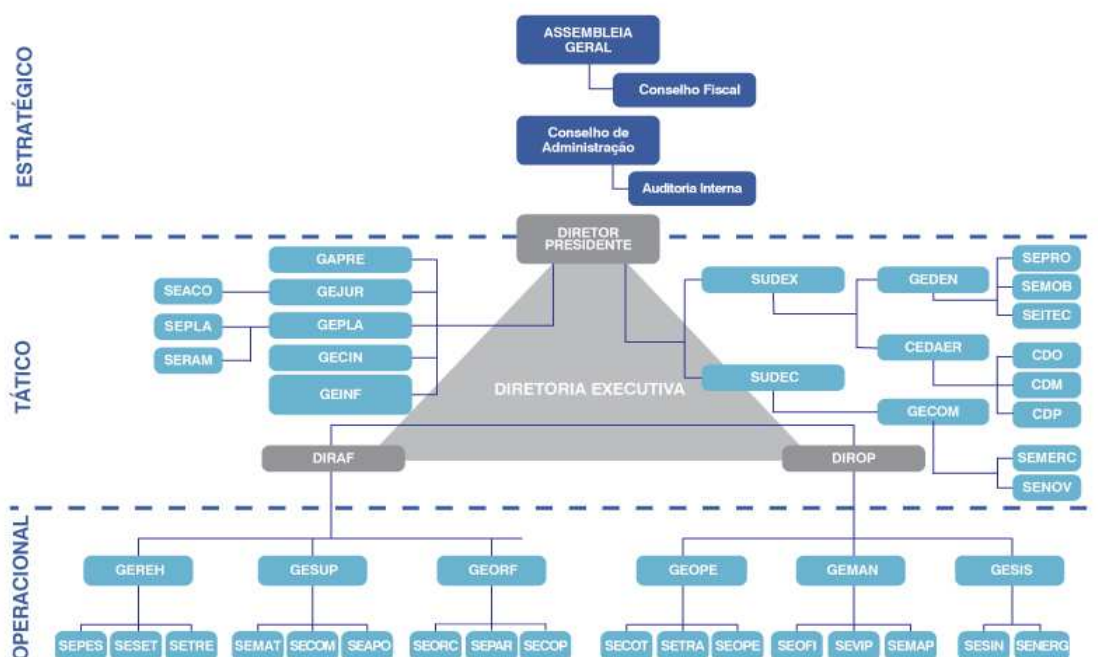 ESTRATÉGICO
ASSEMBLEIA
GERAL
Conselho Fiscal
Conselho de
Administração
Auditoria Interna
DIRETOR
PRESIDENTE
TÁTICO
GAPRE
SEACO
GEJUR
SEPLA
GEPLA
SERAM
GECIN
GEINF
DIRETORIA EXECUTIVA
SUDEX
GEDEN
SEPRO
SEMOB
SEITEC
CEDAER
CDO
CDM
CDP
SUDEC
GECOM
SEMERC
SENOV
DIRAF
DIROP
OPERACIONAL
GEREH
GESUP
GEORF
GEOPE
GEMAN
GESIS
SEPES
SESET
SETRE
SEMAT
SECOM
SEAPO
SEORC
SEPAR
SECOP
SECOT
SETRA
SEOPE
SEOFI
SEVIP
SEMAP
SESIN
SENERG